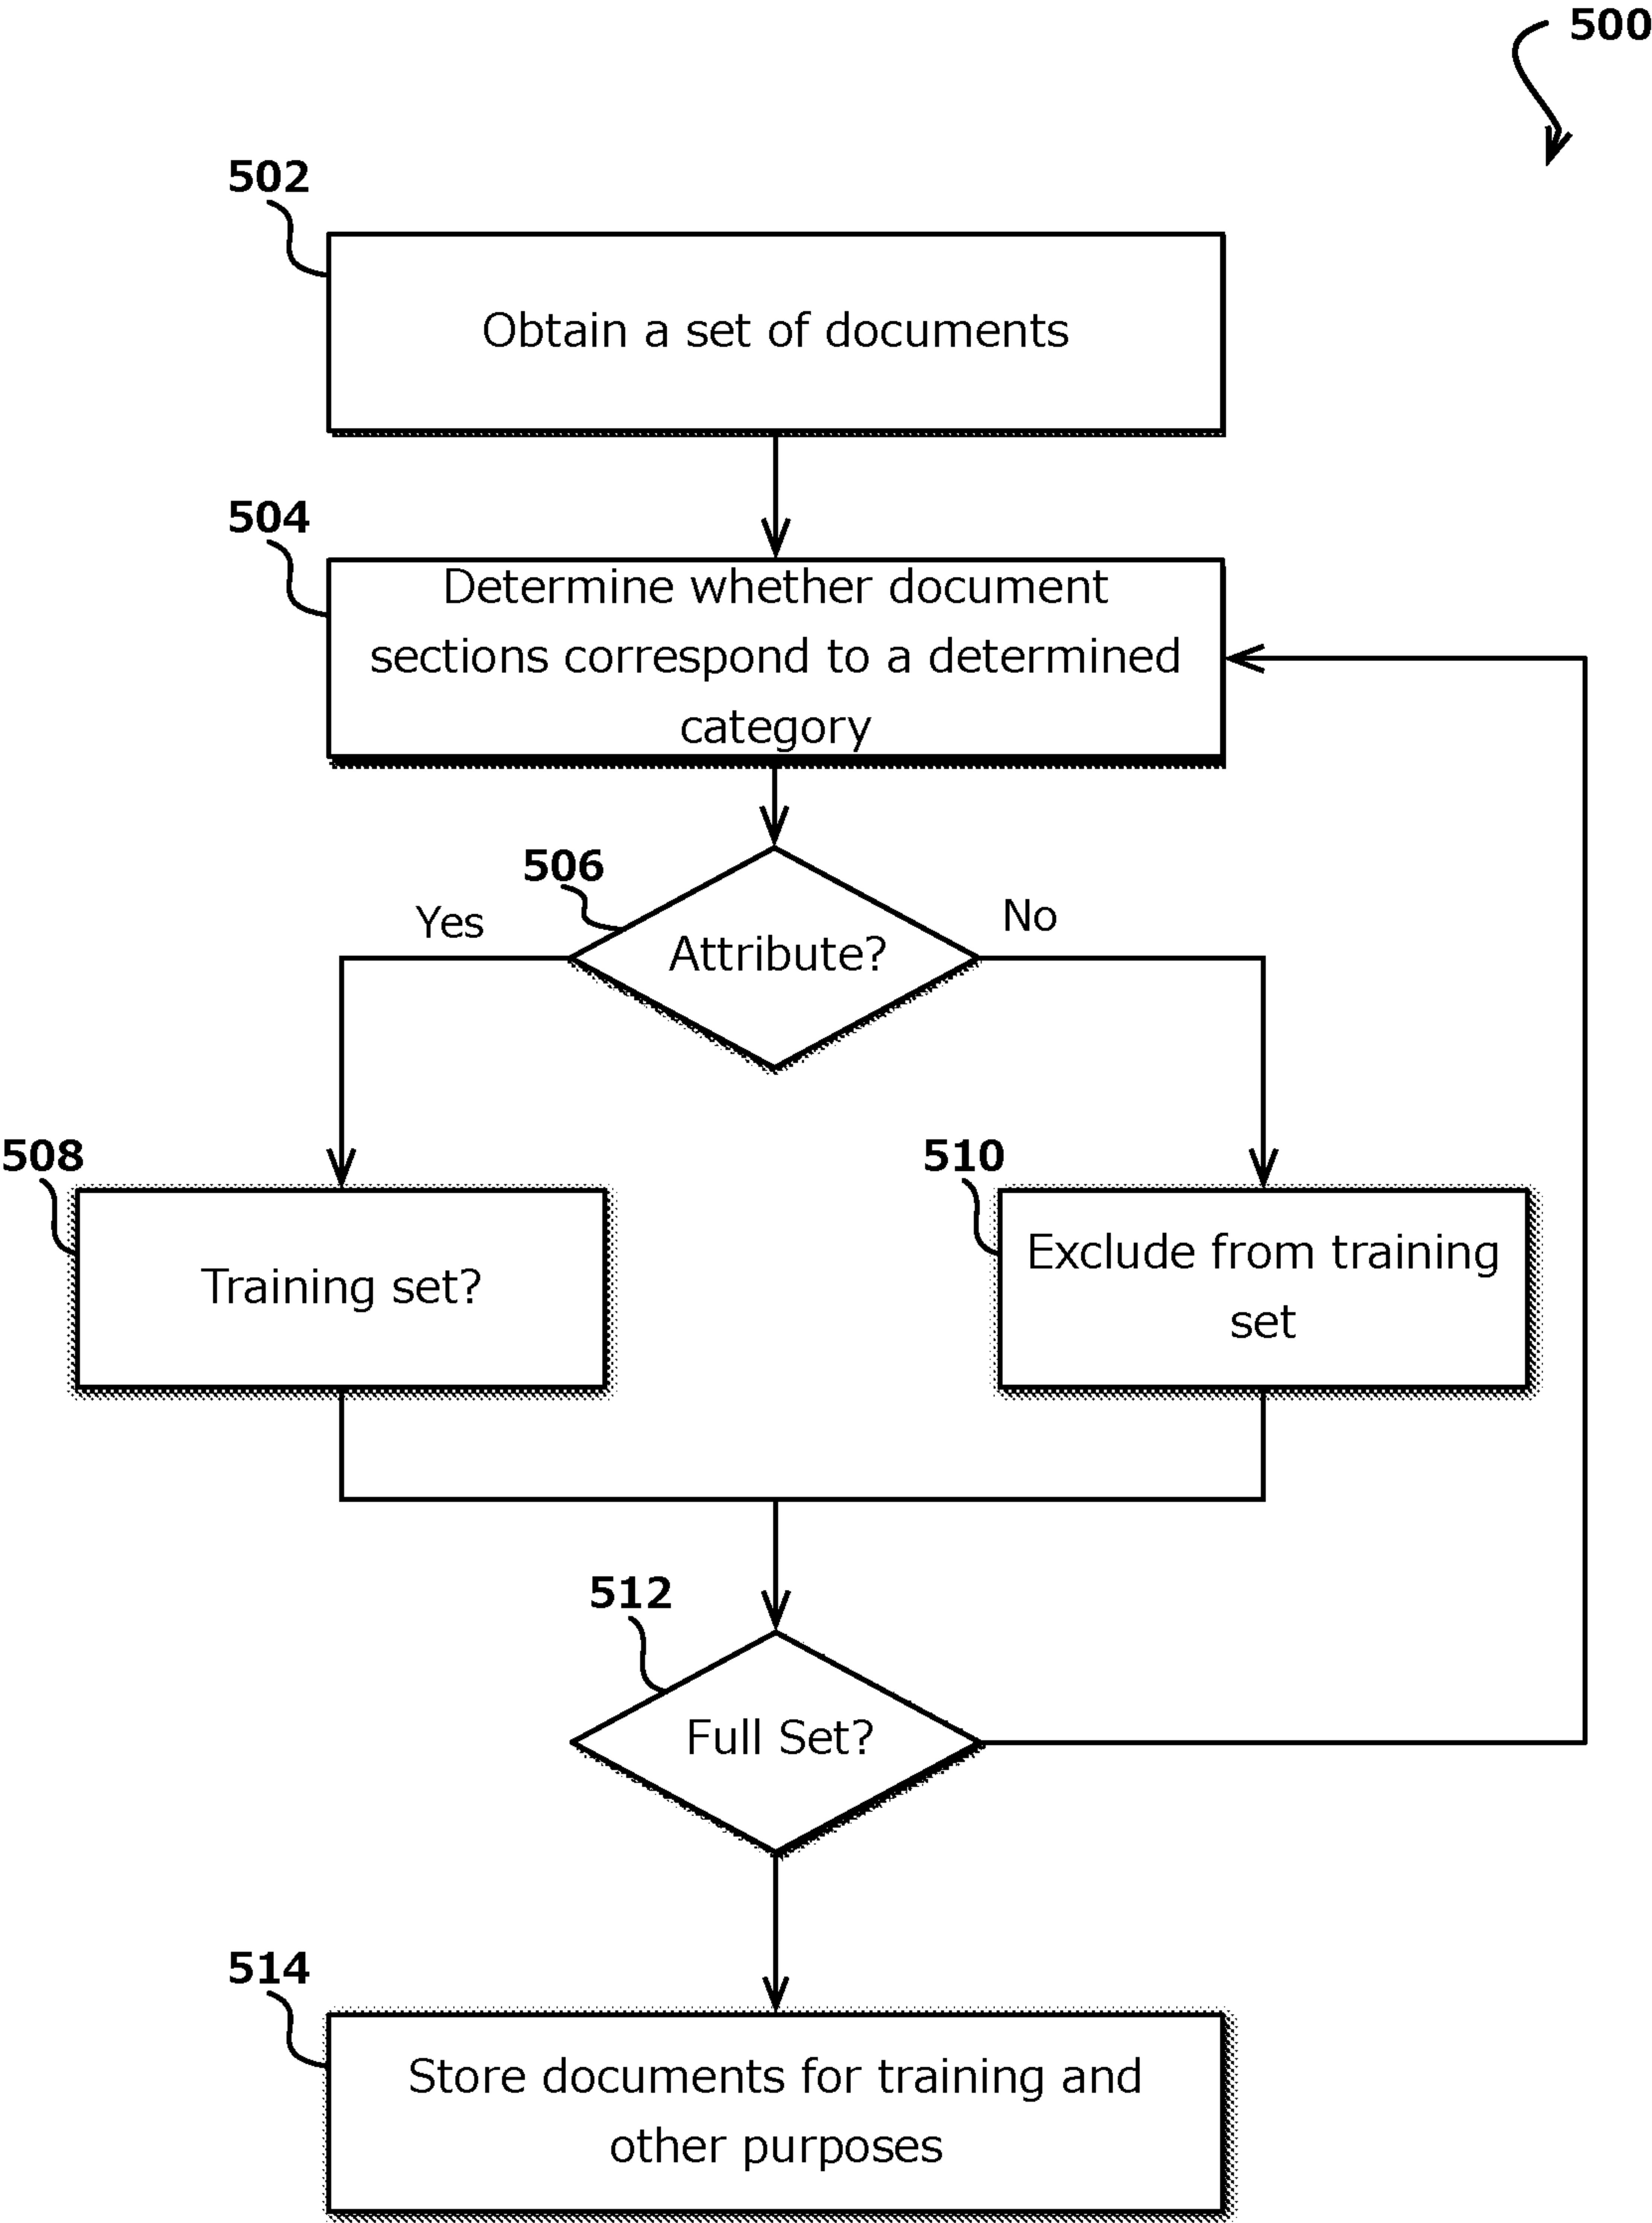 500
502
Obtain a set of documents
504
Determine whether document
sections correspond to a determined
category
506
Yes
No
Attribute?
508
510
Training set?
Exclude from training
set
512
Full Set?
514
Store documents for training and
other purposes